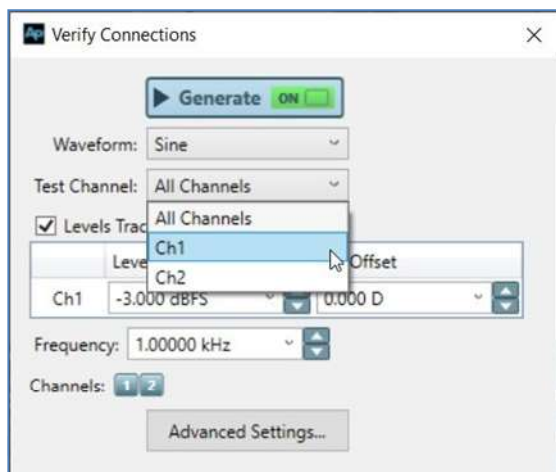 Ap Verify Connections
Generate ON
Waveform: Sine
Test Channel: All Channels
All Channels
Levels Trac
Ch1
Leve Offset
Ch2
Ch1 -3.000 dBFS 0.000 D
Frequency: 1.00000 kHz
Channels: 1 2
Advanced Settings...